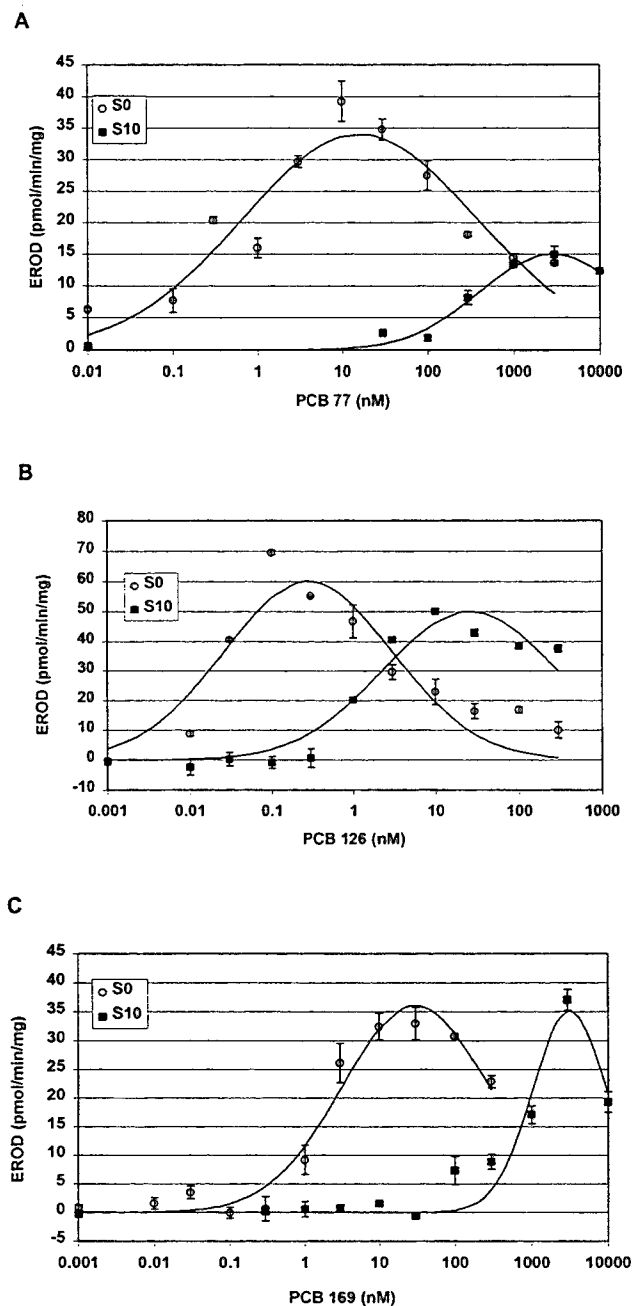 A
45
40
35
30
25
20
15
10
5
0
EROD (pmol/min/mg)
S0
S10
0.01 0.1 1 10 100 1000 10000
PCB 77 (nM)
B
80
70
60
50
40
30
20
10
0
-10
EROD (pmol/min/mg)
S0
S10
0.001 0.01 0.1 1 10 100 1000
PCB 126 (nM)
C
45
40
35
30
25
20
15
10
5
0
-5
EROD (pmol/min/mg)
S0
S10
0.001 0.01 0.1 1 10 100 1000 10000
PCB 169 (nM)